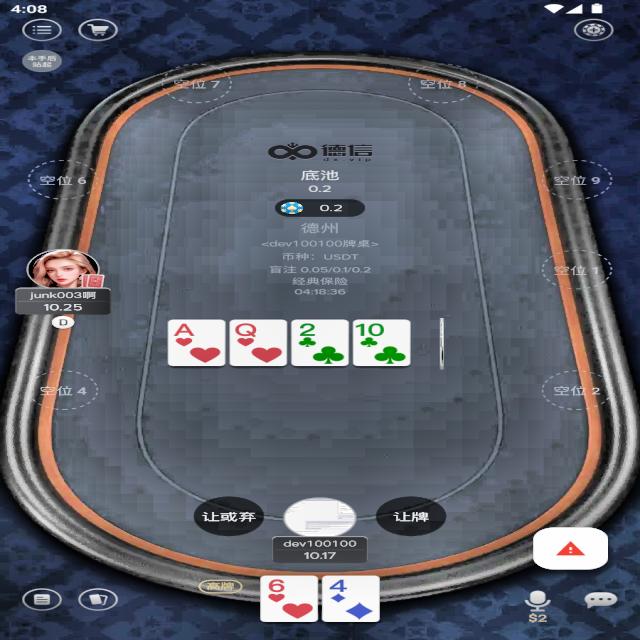 4:08
本手后
站起
空位 7
空位 8
德信
dx.vip
底池
0.2
0.2
空位 6
空位 9
德州
<dev100100牌桌>
币种：USDT
盲注 0.05/0.1/0.2
经典保险
04:18:36
空位 1
junk003啊
10.25
D
A
Q
2
10
空位 4
空位 2
让或弃
让牌
dev100100
10.17
高牌
6
4
$2